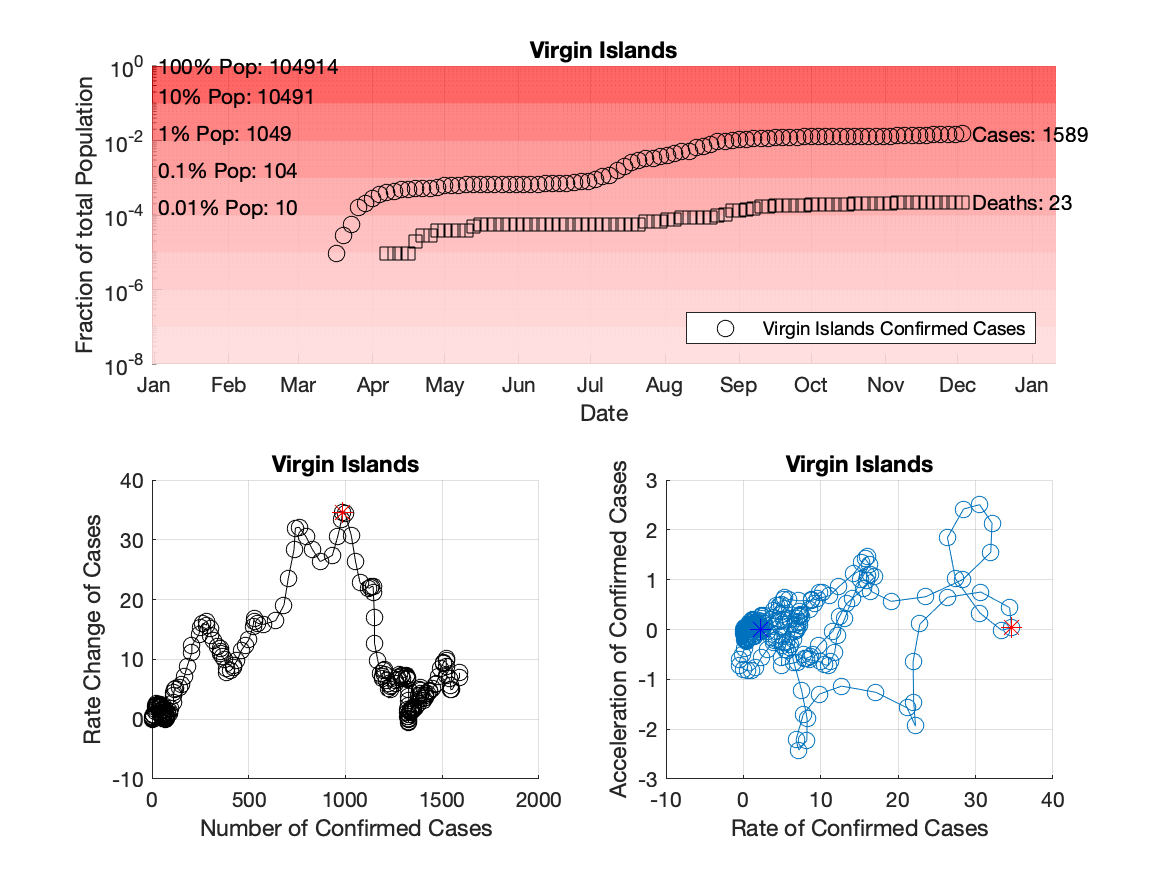 Virgin Islands
Fraction of total Population
10^0
10^-2
10^-4
10^-6
10^-8
100% Pop: 104914
10% Pop: 10491
1% Pop: 1049
0.1% Pop: 104
0.01% Pop: 10
Cases: 1589
Deaths: 23
Virgin Islands Confirmed Cases
Jan Feb Mar Apr May Jun Jul Aug Sep Oct Nov Dec Jan
Date
Virgin Islands
Rate Change of Cases
40
30
20
10
0
-10
0 500 1000 1500 2000
Number of Confirmed Cases
Virgin Islands
Acceleration of Confirmed Cases
3
2
1
0
-1
-2
-3
-10 0 10 20 30 40
Rate of Confirmed Cases